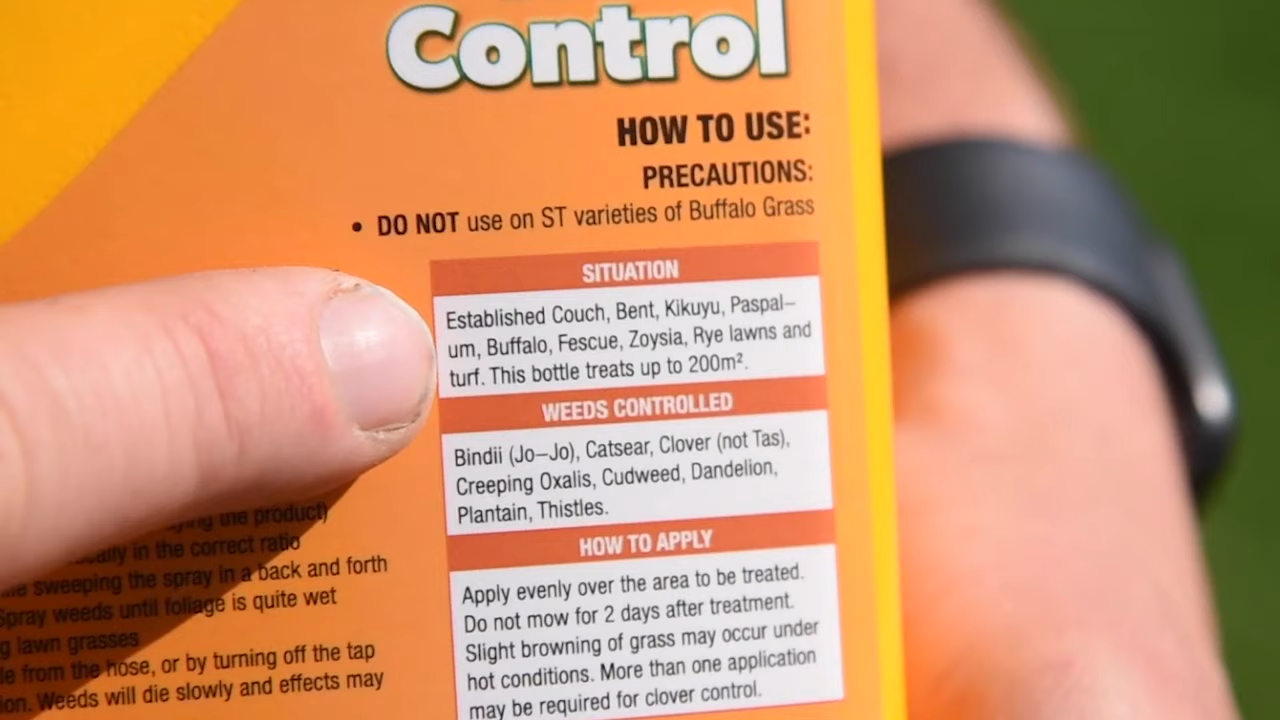 Control
HOW TO USE:
PRECAUTIONS:
• DO NOT use on ST varieties of Buffalo Grass
SITUATION
Established Couch, Bent, Kikuyu, Paspal–
um, Buffalo, Fescue, Zoysia, Rye lawns and
turf. This bottle treats up to 200m².
WEEDS CONTROLLED
Bindii (Jo–Jo), Catsear, Clover (not Tas),
Creeping Oxalis, Cudweed, Dandelion,
Plantain, Thistles.
HOW TO APPLY
Apply evenly over the area to be treated.
Do not mow for 2 days after treatment.
Slight browning of grass may occur under
hot conditions. More than one application
may be required for clover control.
the product)
in the correct ratio
sweeping the spray in a back and forth
Spray weeds until foliage is quite wet
lawn grasses
from the hose, or by turning off the tap
Weeds will die slowly and effects may